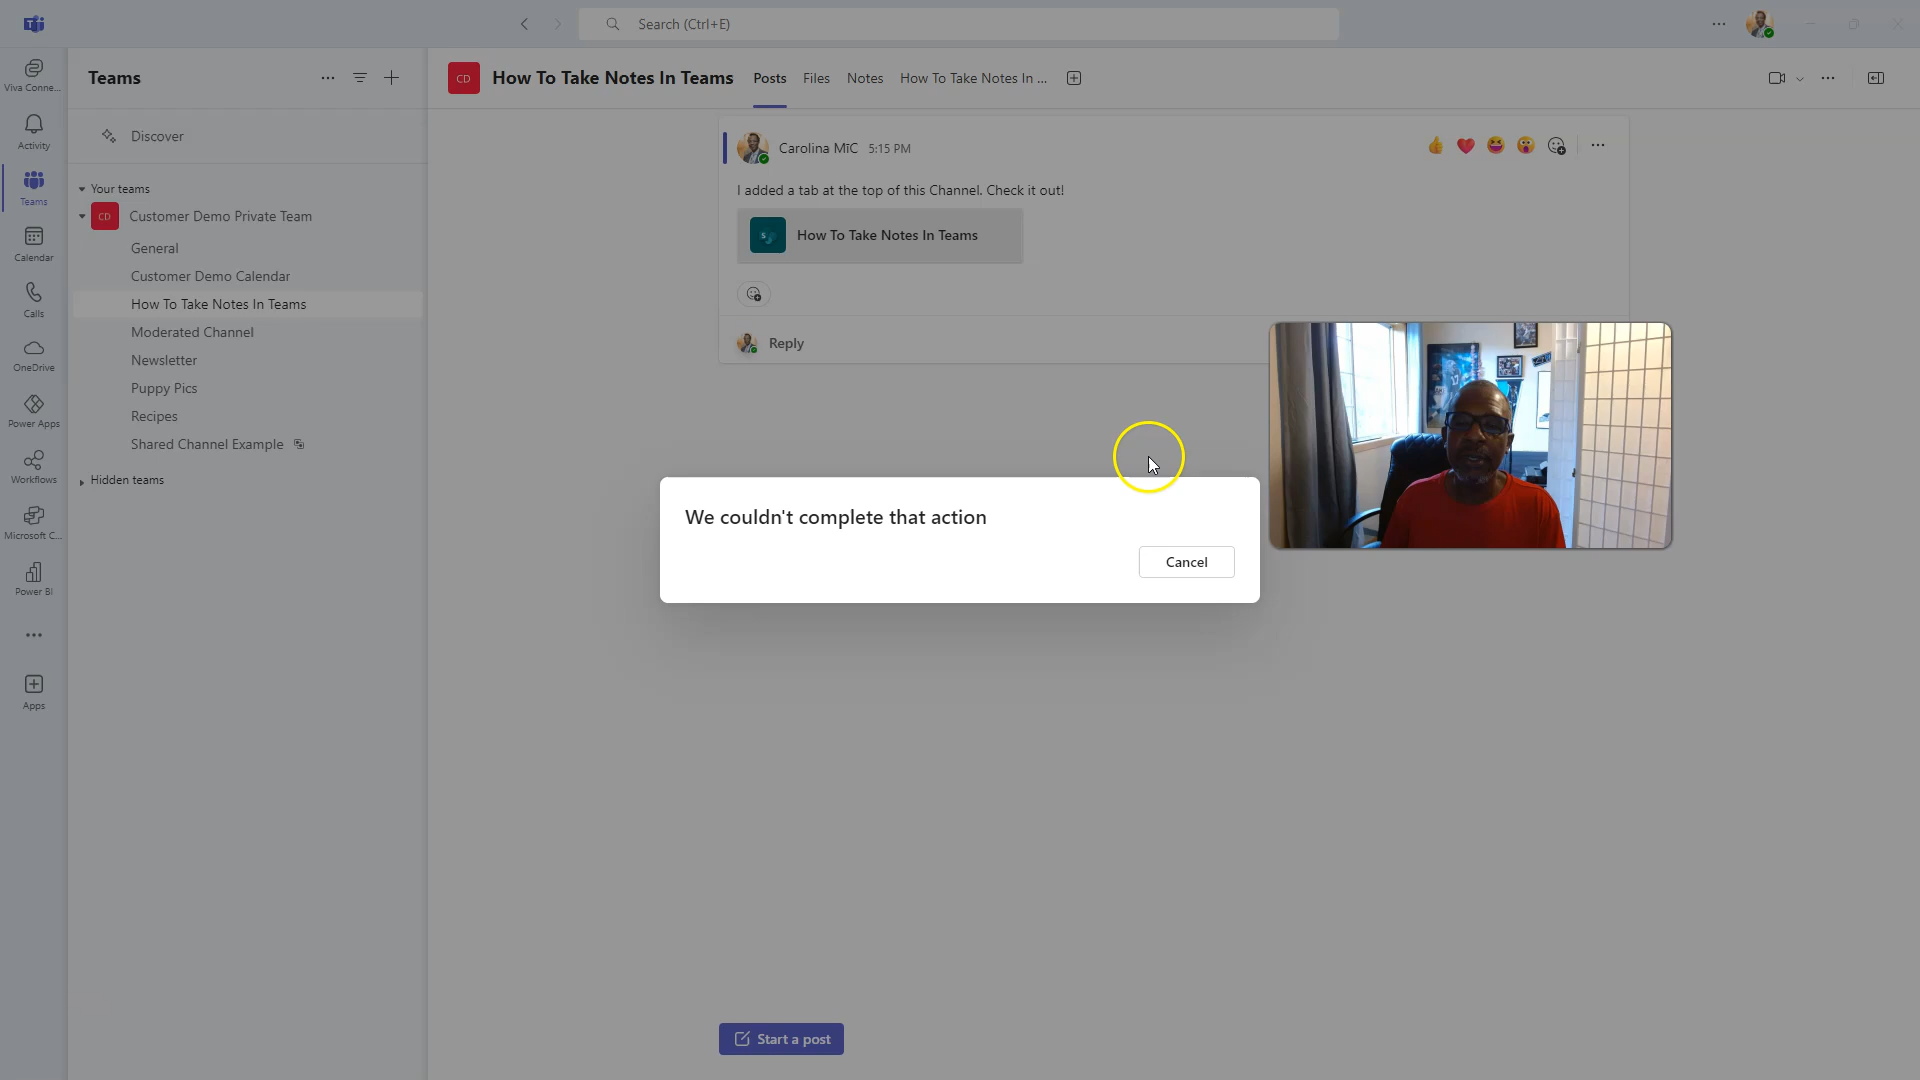 Search (Ctrl+E)
Viva Conne...
Activity
Teams
Calendar
Calls
OneDrive
Power Apps
Workflows
Microsoft C...
Power BI
Apps
Teams
Discover
Your teams
CD Customer Demo Private Team
General
Customer Demo Calendar
How To Take Notes In Teams
Moderated Channel
Newsletter
Puppy Pics
Recipes
Shared Channel Example
Hidden teams
CD How To Take Notes In Teams Posts Files Notes How To Take Notes In ...
Carolina MīC 5:15 PM
I added a tab at the top of this Channel. Check it out!
How To Take Notes In Teams
Reply
We couldn't complete that action
Cancel
Start a post